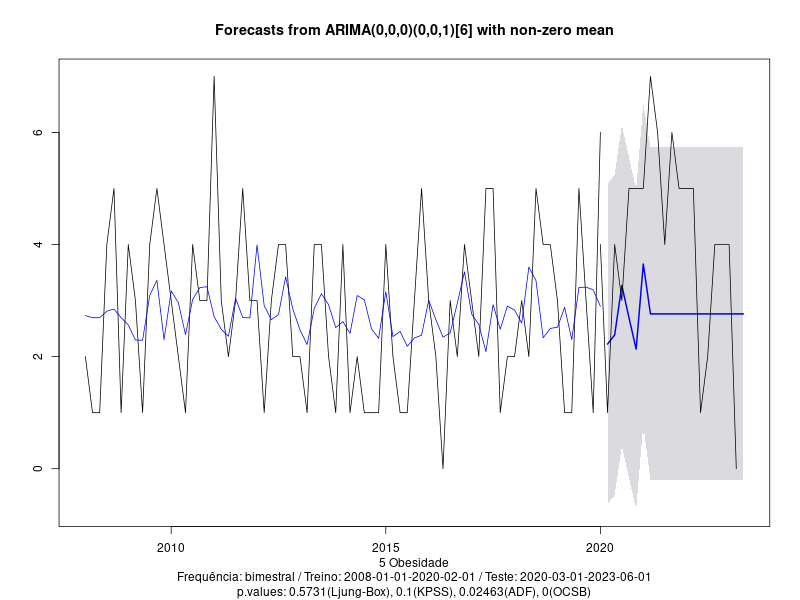 Forecasts from ARIMA(0,0,0)(0,0,1)[6] with non-zero mean
6
4
2
0
2010 2015 2020
5 Obesidade
Frequência: bimestral / Treino: 2008-01-01-2020-02-01 / Teste: 2020-03-01-2023-06-01
p.values: 0.5731(Ljung-Box), 0.1(KPSS), 0.02463(ADF), 0(OCSB)